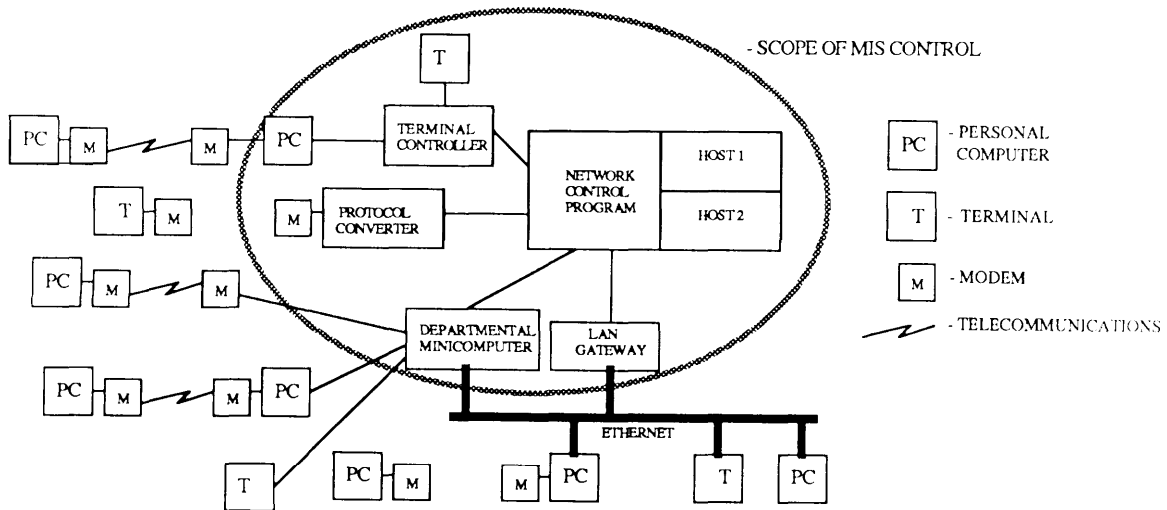 - SCOPE OF MIS CONTROL
T
PC
M
M
PC
TERMINAL
CONTROLLER
NETWORK
CONTROL
PROGRAM
HOST 1
HOST 2
PC
- PERSONAL
COMPUTER
T
M
M
PROTOCOL
CONVERTER
T
- TERMINAL
PC
M
M
M
- MODEM
DEPARTMENTAL
MINICOMPUTER
LAN
GATEWAY
- TELECOMMUNICATIONS
PC
M
M
PC
ETHERNET
T
PC
M
M
PC
T
PC